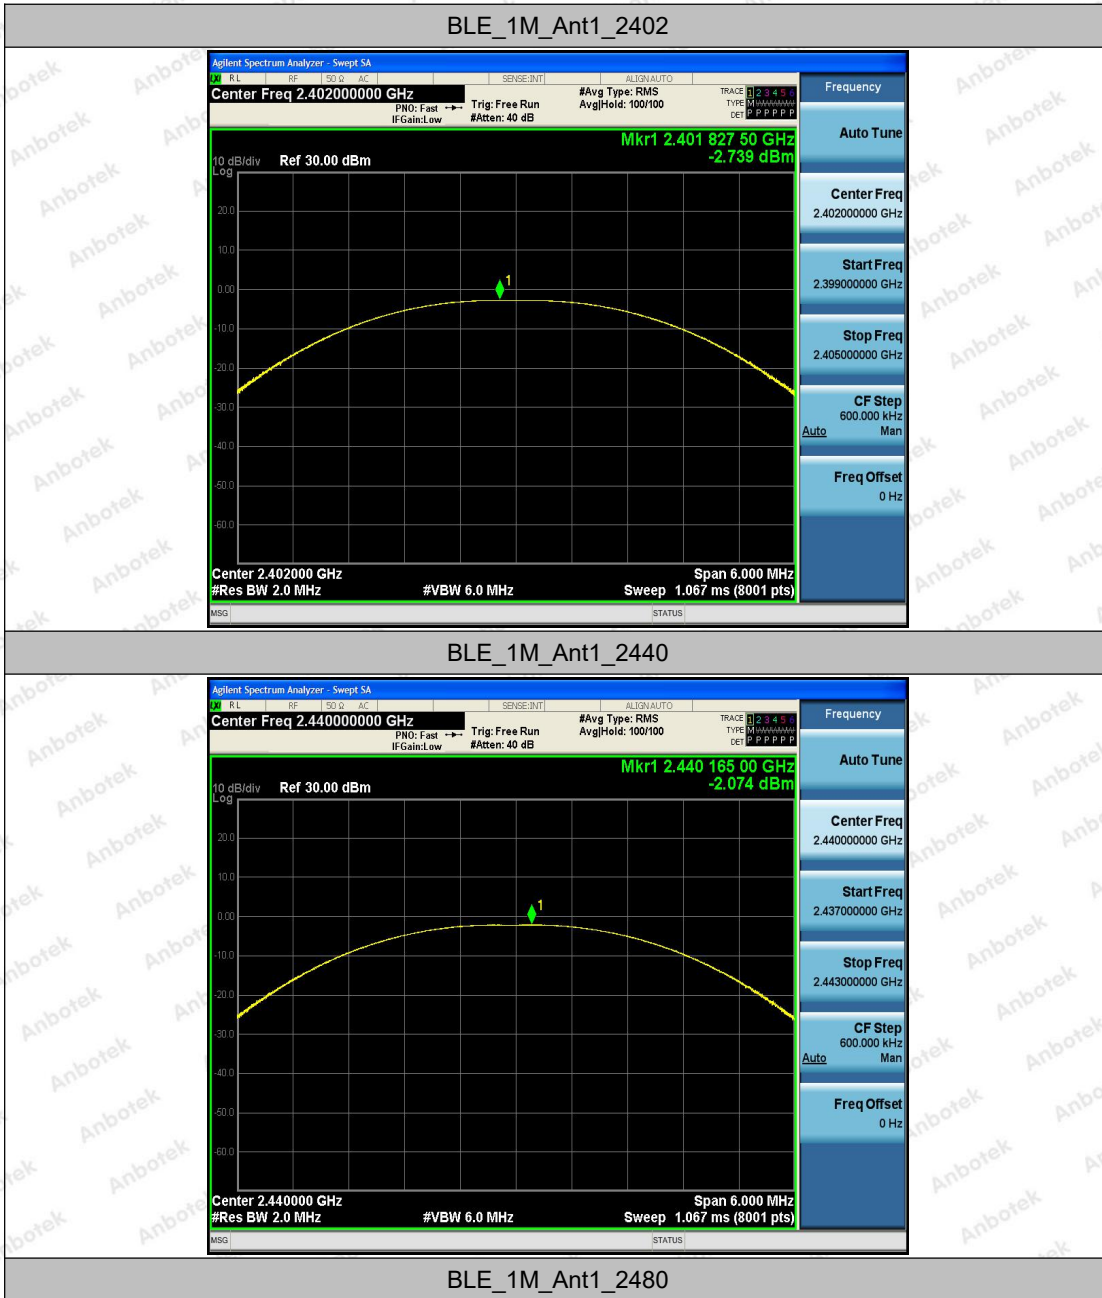 BLE_1M_Ant1_2402
Agilent Spectrum Analyzer - Swept SA
LXI RL RF 50 Ω AC SENSE:INT ALIGNAUTO
Center Freq 2.402000000 GHz
PNO: Fast
IFGain:Low
Trig: Free Run
#Atten: 40 dB
#Avg Type: RMS
Avg|Hold: 100/100
TRACE 1 2 3 4 5 6
TYPE M
DET P P P P P P
Mkr1 2.401 827 50 GHz
-2.739 dBm
10 dB/div Ref 30.00 dBm
Log
20.0
10.0
0.00
-10.0
-20.0
-30.0
-40.0
-50.0
-60.0
1
Center 2.402000 GHz Span 6.000 MHz
#Res BW 2.0 MHz #VBW 6.0 MHz Sweep 1.067 ms (8001 pts)
MSG STATUS
Frequency
Auto Tune
Center Freq
2.402000000 GHz
Start Freq
2.399000000 GHz
Stop Freq
2.405000000 GHz
CF Step
600.000 kHz
Auto Man
Freq Offset
0 Hz
BLE_1M_Ant1_2440
Agilent Spectrum Analyzer - Swept SA
LXI RL RF 50 Ω AC SENSE:INT ALIGNAUTO
Center Freq 2.440000000 GHz
PNO: Fast
IFGain:Low
Trig: Free Run
#Atten: 40 dB
#Avg Type: RMS
Avg|Hold: 100/100
TRACE 1 2 3 4 5 6
TYPE M
DET P P P P P P
Mkr1 2.440 165 00 GHz
-2.074 dBm
10 dB/div Ref 30.00 dBm
Log
20.0
10.0
0.00
-10.0
-20.0
-30.0
-40.0
-50.0
-60.0
1
Center 2.440000 GHz Span 6.000 MHz
#Res BW 2.0 MHz #VBW 6.0 MHz Sweep 1.067 ms (8001 pts)
MSG STATUS
Frequency
Auto Tune
Center Freq
2.440000000 GHz
Start Freq
2.437000000 GHz
Stop Freq
2.443000000 GHz
CF Step
600.000 kHz
Auto Man
Freq Offset
0 Hz
BLE_1M_Ant1_2480
Anbotek